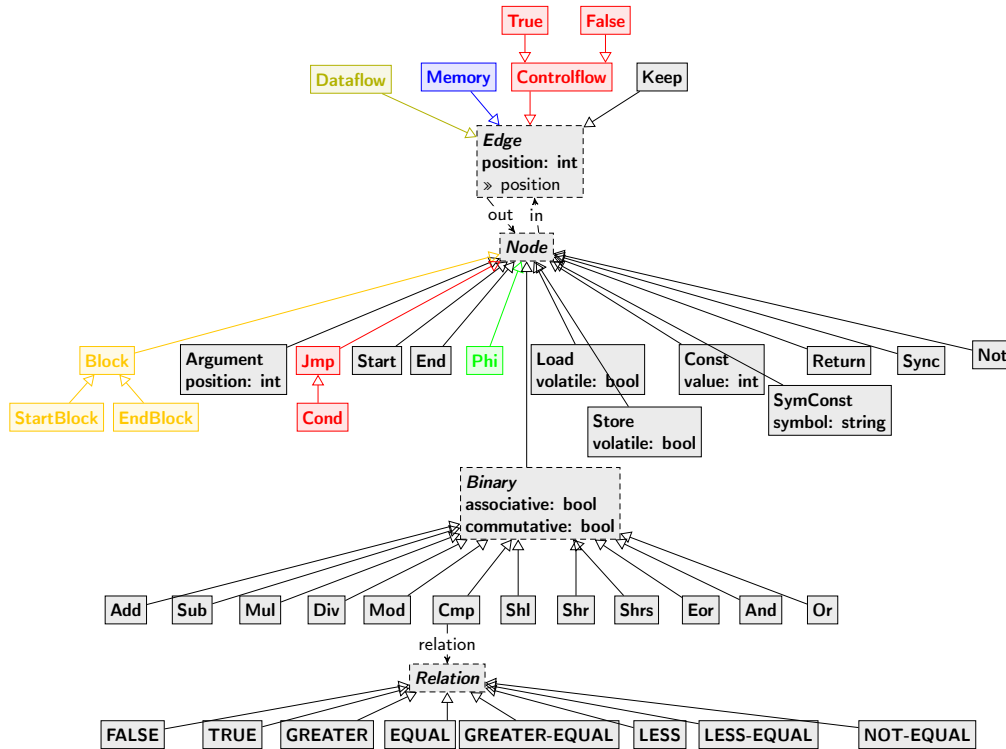 True
False
Dataflow
Memory
Controlflow
Keep
Edge
position: int
» position
out
in
Node
Block
Argument
position: int
Jmp
Start
End
Phi
Load
volatile: bool
Const
value: int
Return
Sync
Not
StartBlock
EndBlock
Cond
Store
volatile: bool
SymConst
symbol: string
Binary
associative: bool
commutative: bool
Add
Sub
Mul
Div
Mod
Cmp
Shl
Shr
Shrs
Eor
And
Or
relation
Relation
FALSE
TRUE
GREATER
EQUAL
GREATER-EQUAL
LESS
LESS-EQUAL
NOT-EQUAL